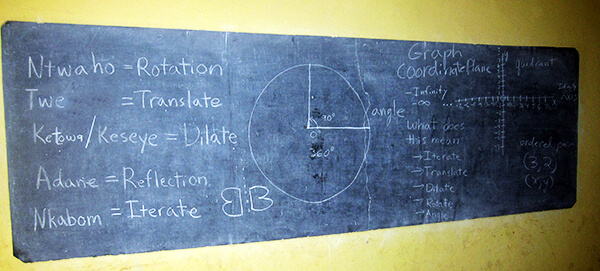 Ntwaho = Rotation
Twe = Translate
Ketowa/Keseye = Dilate
Adane = Reflection
Nkabom = Iterate
B B
90°
0°
360°
angle
Graph
Coordinate Plane
-Infinity
-∞
What does
this mean
→ Iterate
→ Translate
→ Dilate
→ Rotate
→ Angle
quadrant
ordered pair
(3,2)
(x,y)